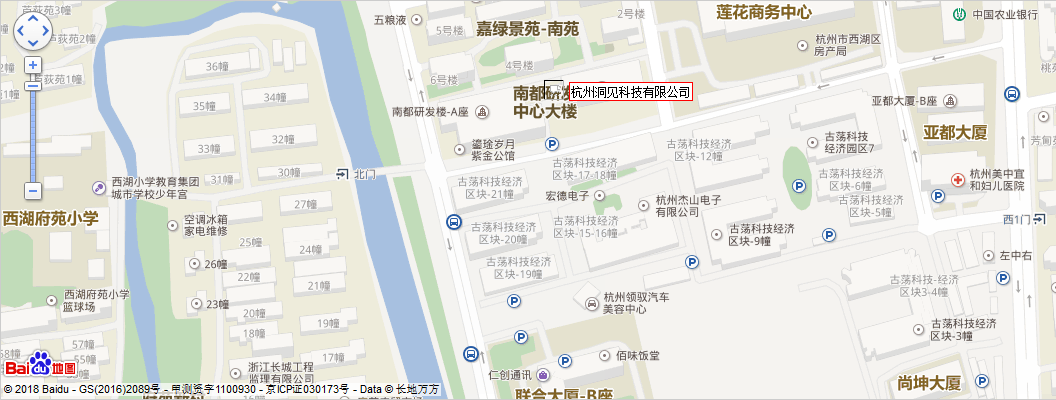 五粮液
嘉绿景苑-南苑
莲花商务中心
中国农业银行
杭州市西湖区
房产局
芦荻苑1幢
芦荻苑3幢
36幢
5号楼
2号楼
4号楼
6号楼
杭州洞见科技有限公司
南都研发
中心大楼
南都研发楼-A座
亚都大厦-B座
亚都大厦
35幢
34幢
33幢
32幢
31幢
30幢
鎏琻岁月
紫金公馆
古荡科技经济
区块-12幢
古荡科技
经济园区7
古荡科技经济
区块-17-18幢
古荡科技经济
区块-21幢
古荡科技经济
区块-6幢
古荡科技经济
区块-5幢
杭州美中宜
和妇儿医院
北门
西湖小学教育集团
城市学校少年宫
西湖府苑小学
空调冰箱
家电维修
27幢
宏德电子
杭州杰山电子
有限公司
西1门
古荡科技经济
区块-20幢
古荡科技经济
区块-15-16幢
古荡科技经济
区块-9幢
25幢
24幢
26幢
22幢
21幢
古荡科技经济
区块-19幢
左中右
古荡科技-经济
区块3-4幢
西湖府苑小学
篮球场
23幢
20幢
19幢
18幢
17幢
杭州领驭汽车
美容中心
古荡科技经济
区块-3幢
57幢
58幢
56幢
55幢
浙江长城工程
监理有限公司
佰味饭堂
仁创通讯
联合大厦-B座
尚坤大厦
Baidu地图
© 2018 Baidu - GS(2016)2089号 - 甲测资字1100930 - 京ICP证030173号 - Data © 长地万方